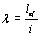 λ = l_ef / i